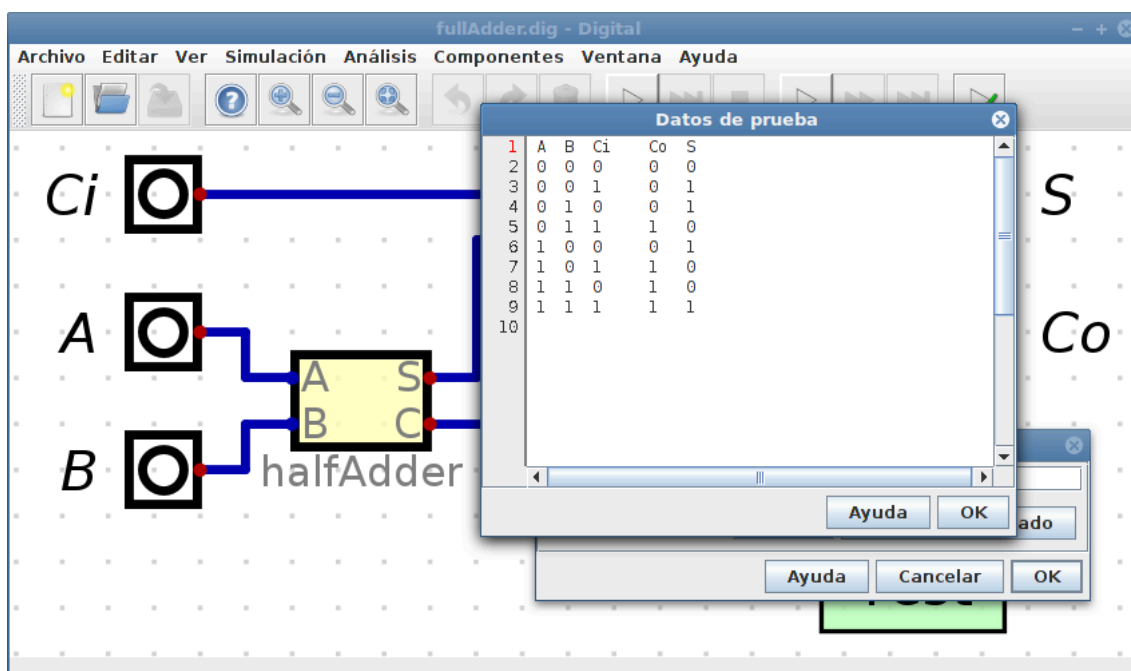 fullAdder.dig - Digital
Archivo Editar Ver Simulación Análisis Componentes Ventana Ayuda
Datos de prueba
1 A B Ci Co S
2 0 0 0 0 0
3 0 0 1 0 1
4 0 1 0 0 1
5 0 1 1 1 0
6 1 0 0 0 1
7 1 0 1 1 0
8 1 1 0 1 0
9 1 1 1 1 1
10
Ci
S
A
Co
A S
B C
B
halfAdder
Ayuda OK
ado
Ayuda Cancelar OK